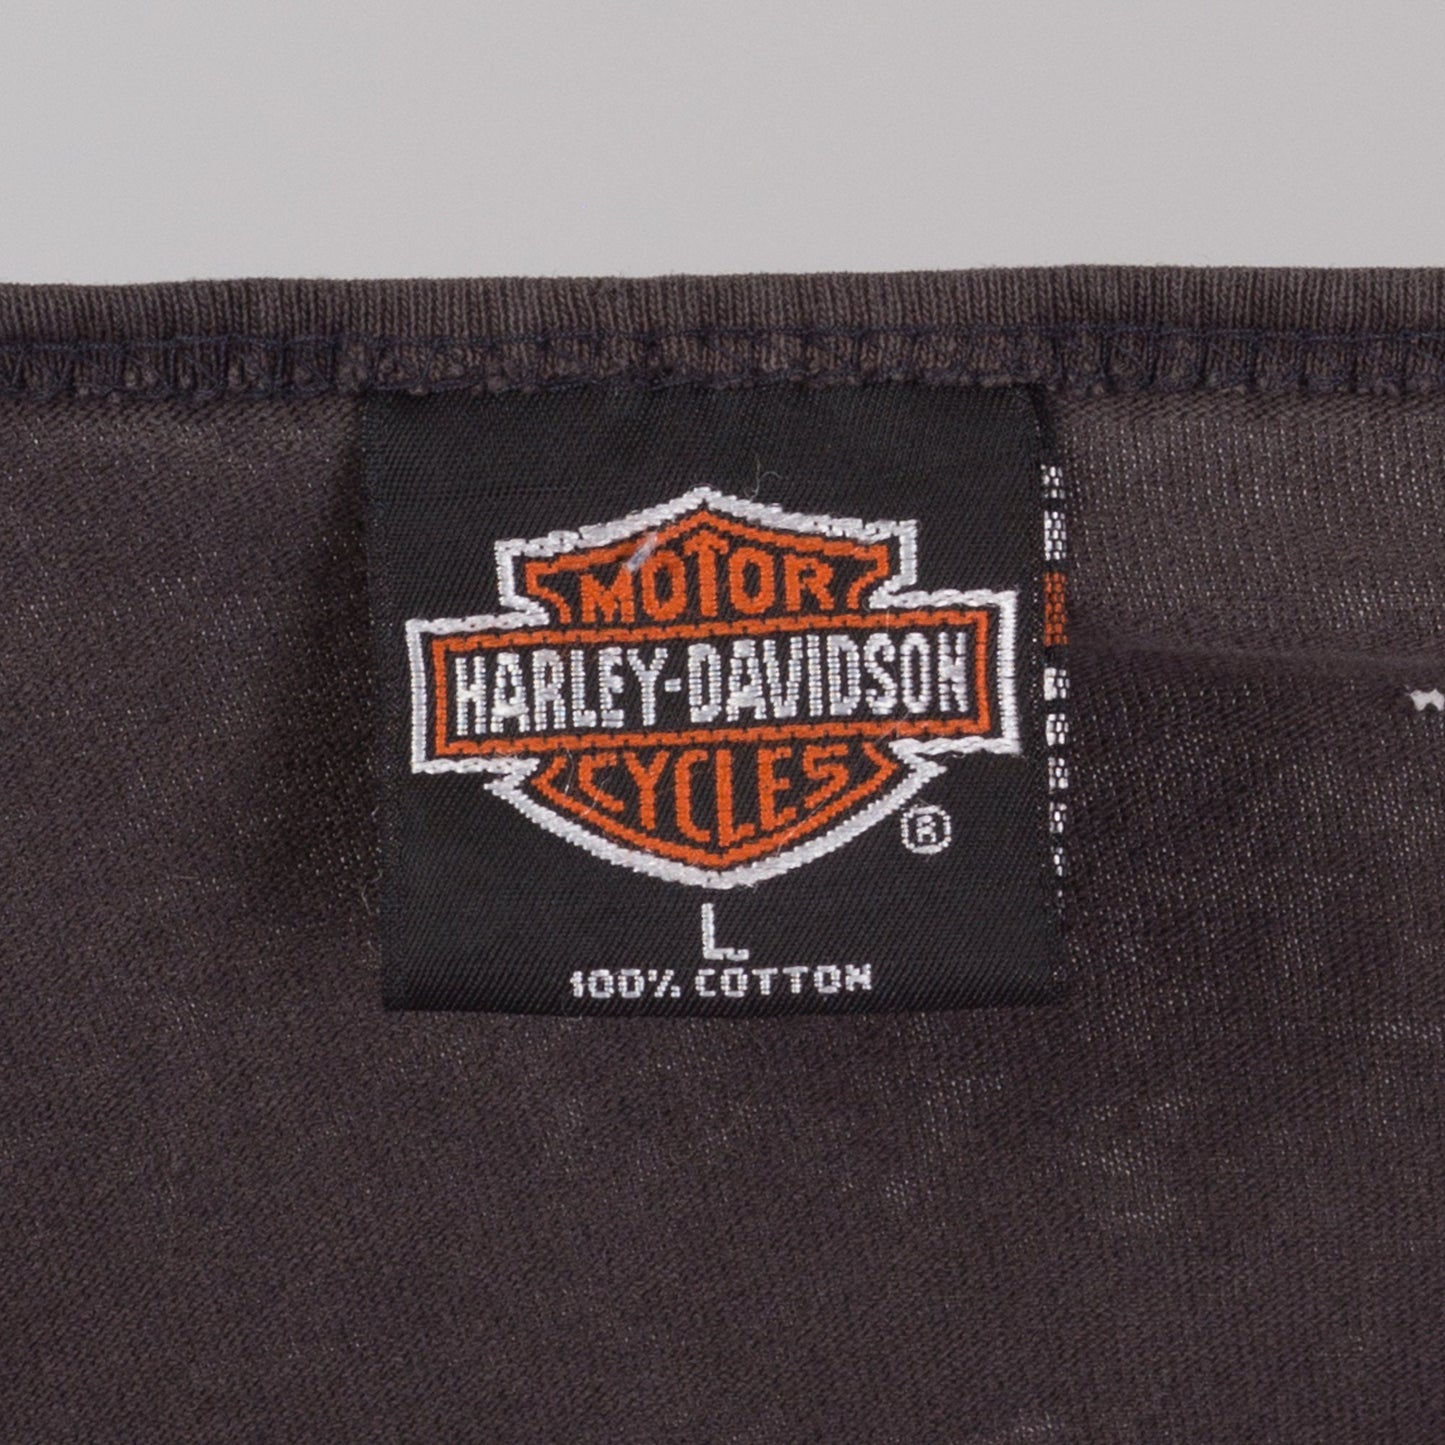 MOTOR
HARLEY-DAVIDSON
CYCLES
®
L
100% COTTON